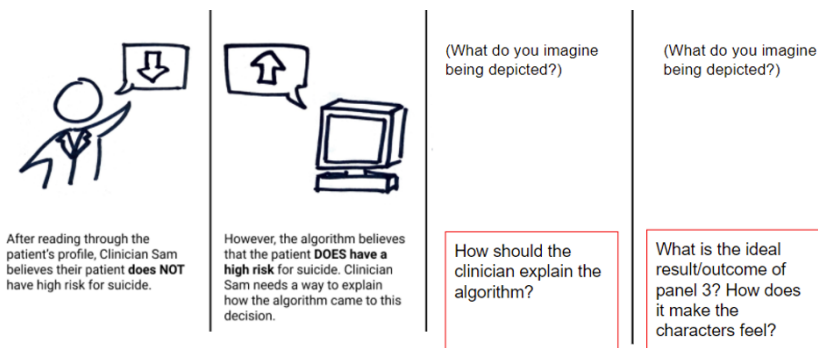 (What do you imagine
being depicted?)
(What do you imagine
being depicted?)
After reading through the
patient's profile, Clinician Sam
believes their patient does NOT
have high risk for suicide.
However, the algorithm believes
that the patient DOES have a
high risk for suicide. Clinician
Sam needs a way to explain
how the algorithm came to this
decision.
How should the
clinician explain the
algorithm?
What is the ideal
result/outcome of
panel 3? How does
it make the
characters feel?